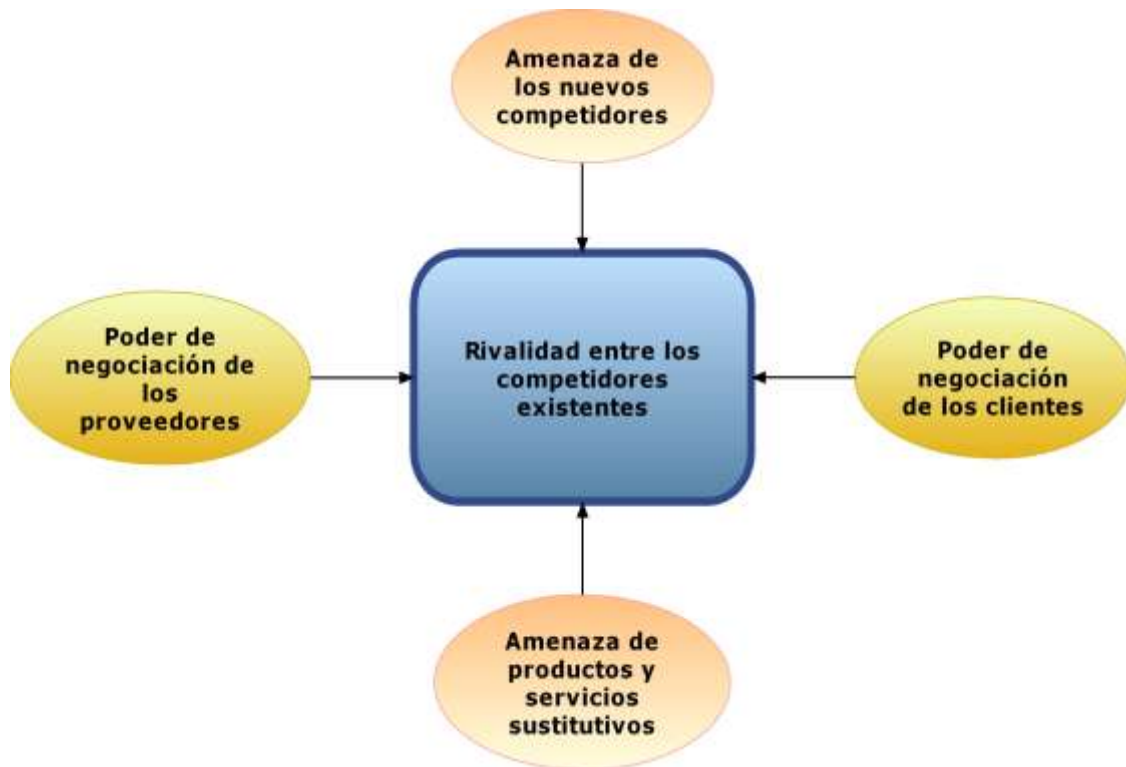 Amenaza de
los nuevos
competidores
Poder de
negociación de
los
proveedores
Rivalidad entre los
competidores
existentes
Poder de
negociación
de los clientes
Amenaza de
productos y
servicios
sustitutivos